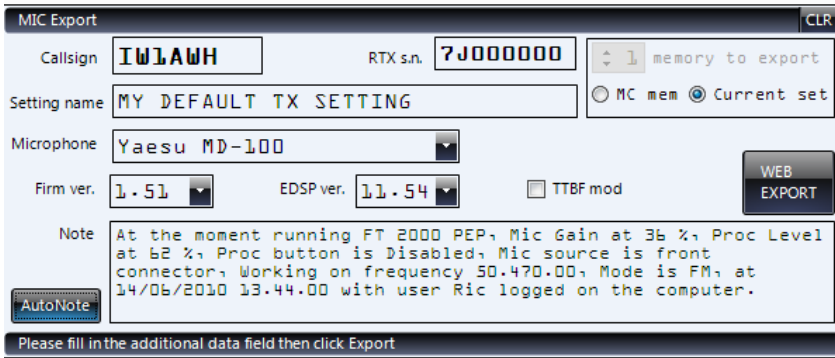 MIC Export CLR
Callsign IW1AWH RTX s.n. 7J000000 1 memory to export
Setting name MY DEFAULT TX SETTING MC mem Current set
Microphone Yaesu MD-100
Firm ver. 1.51 EDSP ver. 11.54 TTBF mod WEB
EXPORT
Note At the moment running FT 2000 PEP, Mic Gain at 36 %, Proc Level
at 62 %, Proc button is Disabled, Mic source is front
connector, Working on frequency 50.470.00, Mode is FM, at
14/06/2010 13.44.00 with user Ric logged on the computer.
AutoNote
Please fill in the additional data field then click Export